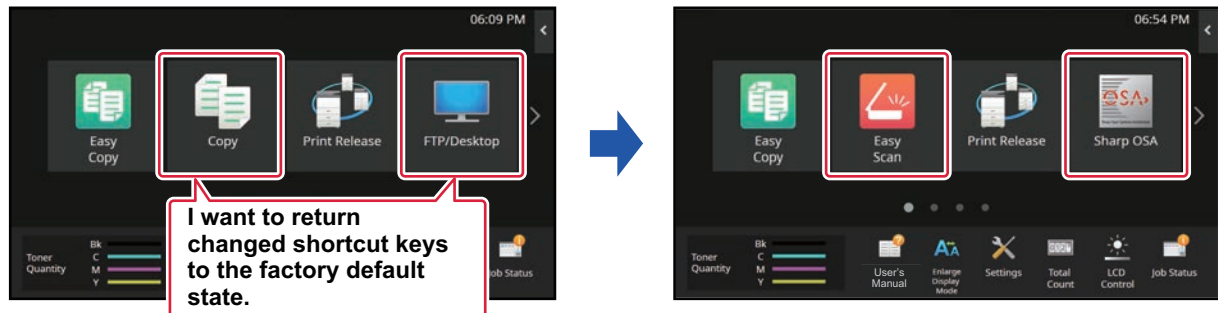 06:09 PM
Easy
Copy
Copy
Print Release
FTP/Desktop
I want to return
changed shortcut keys
to the factory default
state.
Toner
Quantity
Bk
C
M
Y
ob Status
06:54 PM
Easy
Copy
Easy
Scan
Print Release
OSA
Sharp OSA
Toner
Quantity
Bk
C
M
Y
User's
Manual
Enlarge
Display
Mode
Settings
Total
Count
LCD
Control
Job Status